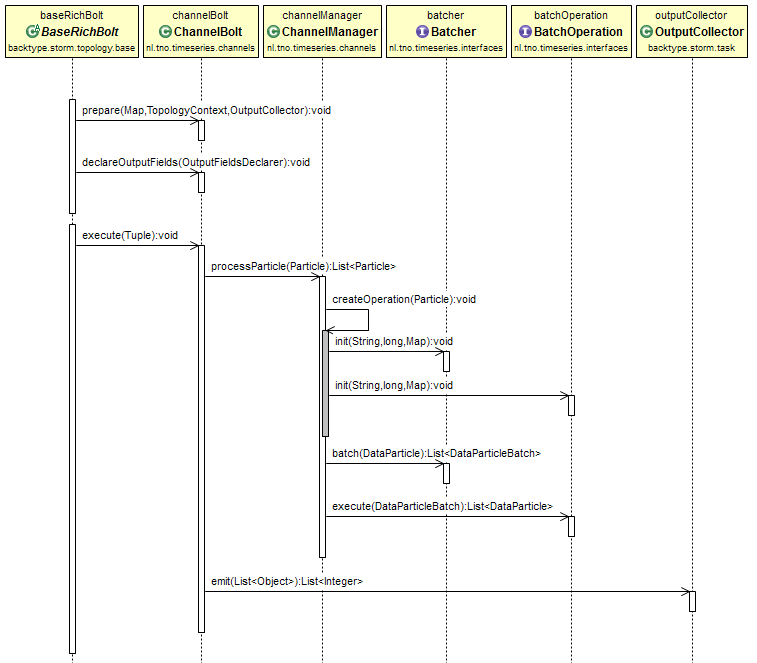 baseRichBolt
BaseRichBolt
backtype.storm.topology.base
channelBolt
ChannelBolt
nl.tno.timeseries.channels
channelManager
ChannelManager
nl.tno.timeseries.channels
batcher
Batcher
nl.tno.timeseries.interfaces
batchOperation
BatchOperation
nl.tno.timeseries.interfaces
outputCollector
OutputCollector
backtype.storm.task
prepare(Map,TopologyContext,OutputCollector):void
declareOutputFields(OutputFieldsDeclarer):void
execute(Tuple):void
processParticle(Particle):List<Particle>
createOperation(Particle):void
init(String,long,Map):void
init(String,long,Map):void
batch(DataParticle):List<DataParticleBatch>
execute(DataParticleBatch):List<DataParticle>
emit(List<Object>):List<Integer>